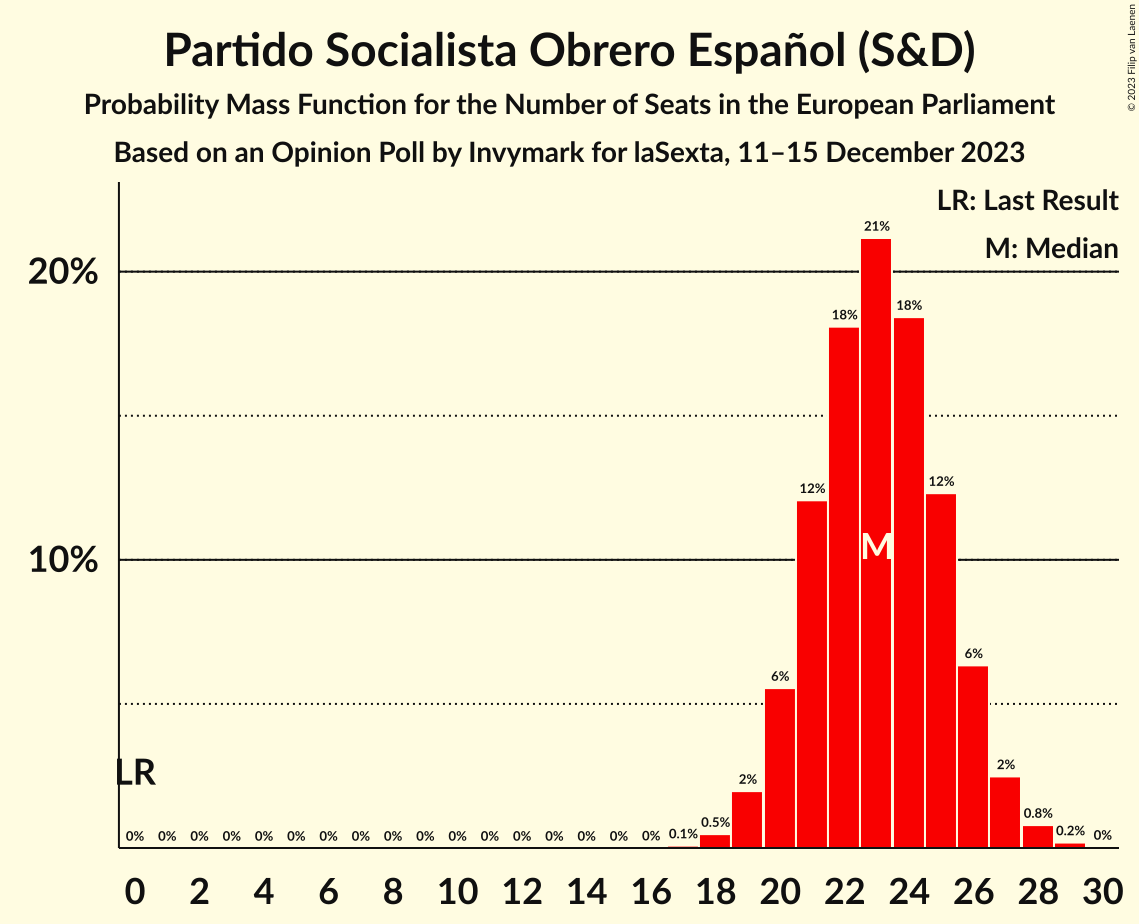 Partido Socialista Obrero Español (S&D)
Probability Mass Function for the Number of Seats in the European Parliament
Based on an Opinion Poll by Invymark for laSexta, 11–15 December 2023
© 2023 Filip van Laenen
LR: Last Result
M: Median
20%
10%
LR
M
0% 0% 0% 0% 0% 0% 0% 0% 0% 0% 0% 0% 0% 0% 0% 0% 0% 0.1% 0.5% 2% 6% 12% 18% 21% 18% 12% 6% 2% 0.8% 0.2% 0%
0 2 4 6 8 10 12 14 16 18 20 22 24 26 28 30